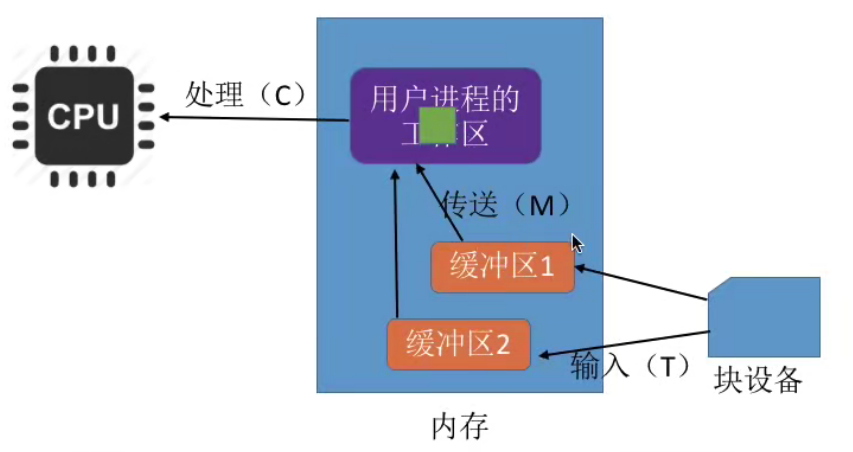 CPU
处理（C）
用户进程的
工 区
传送（M）
缓冲区1
缓冲区2
输入（T）
块设备
内存